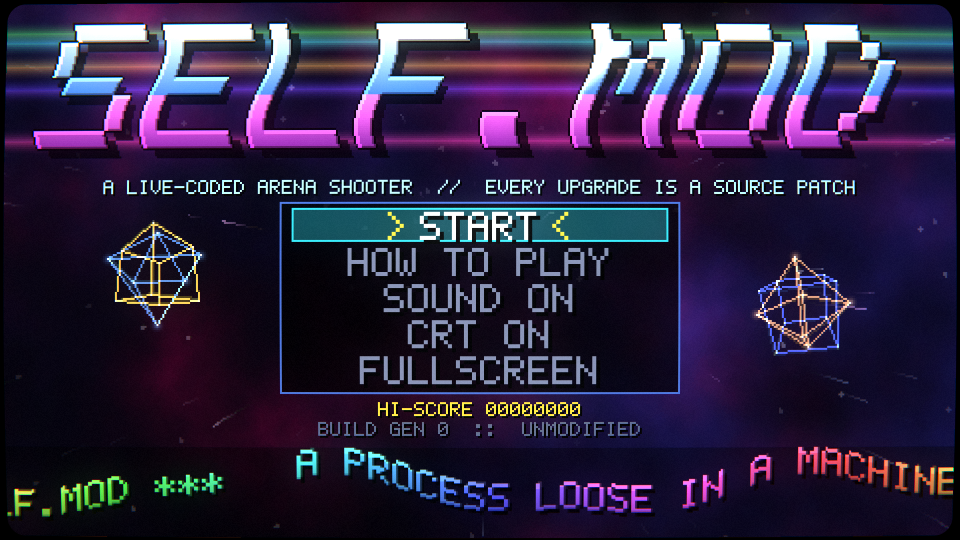 SELF.MOD
A LIVE-CODED ARENA SHOOTER // EVERY UPGRADE IS A SOURCE PATCH
> START <
HOW TO PLAY
SOUND ON
CRT ON
FULLSCREEN
HI-SCORE 00000000
BUILD GEN 0 :: UNMODIFIED
.F.MOD *** A PROCESS LOOSE IN A MACHINE